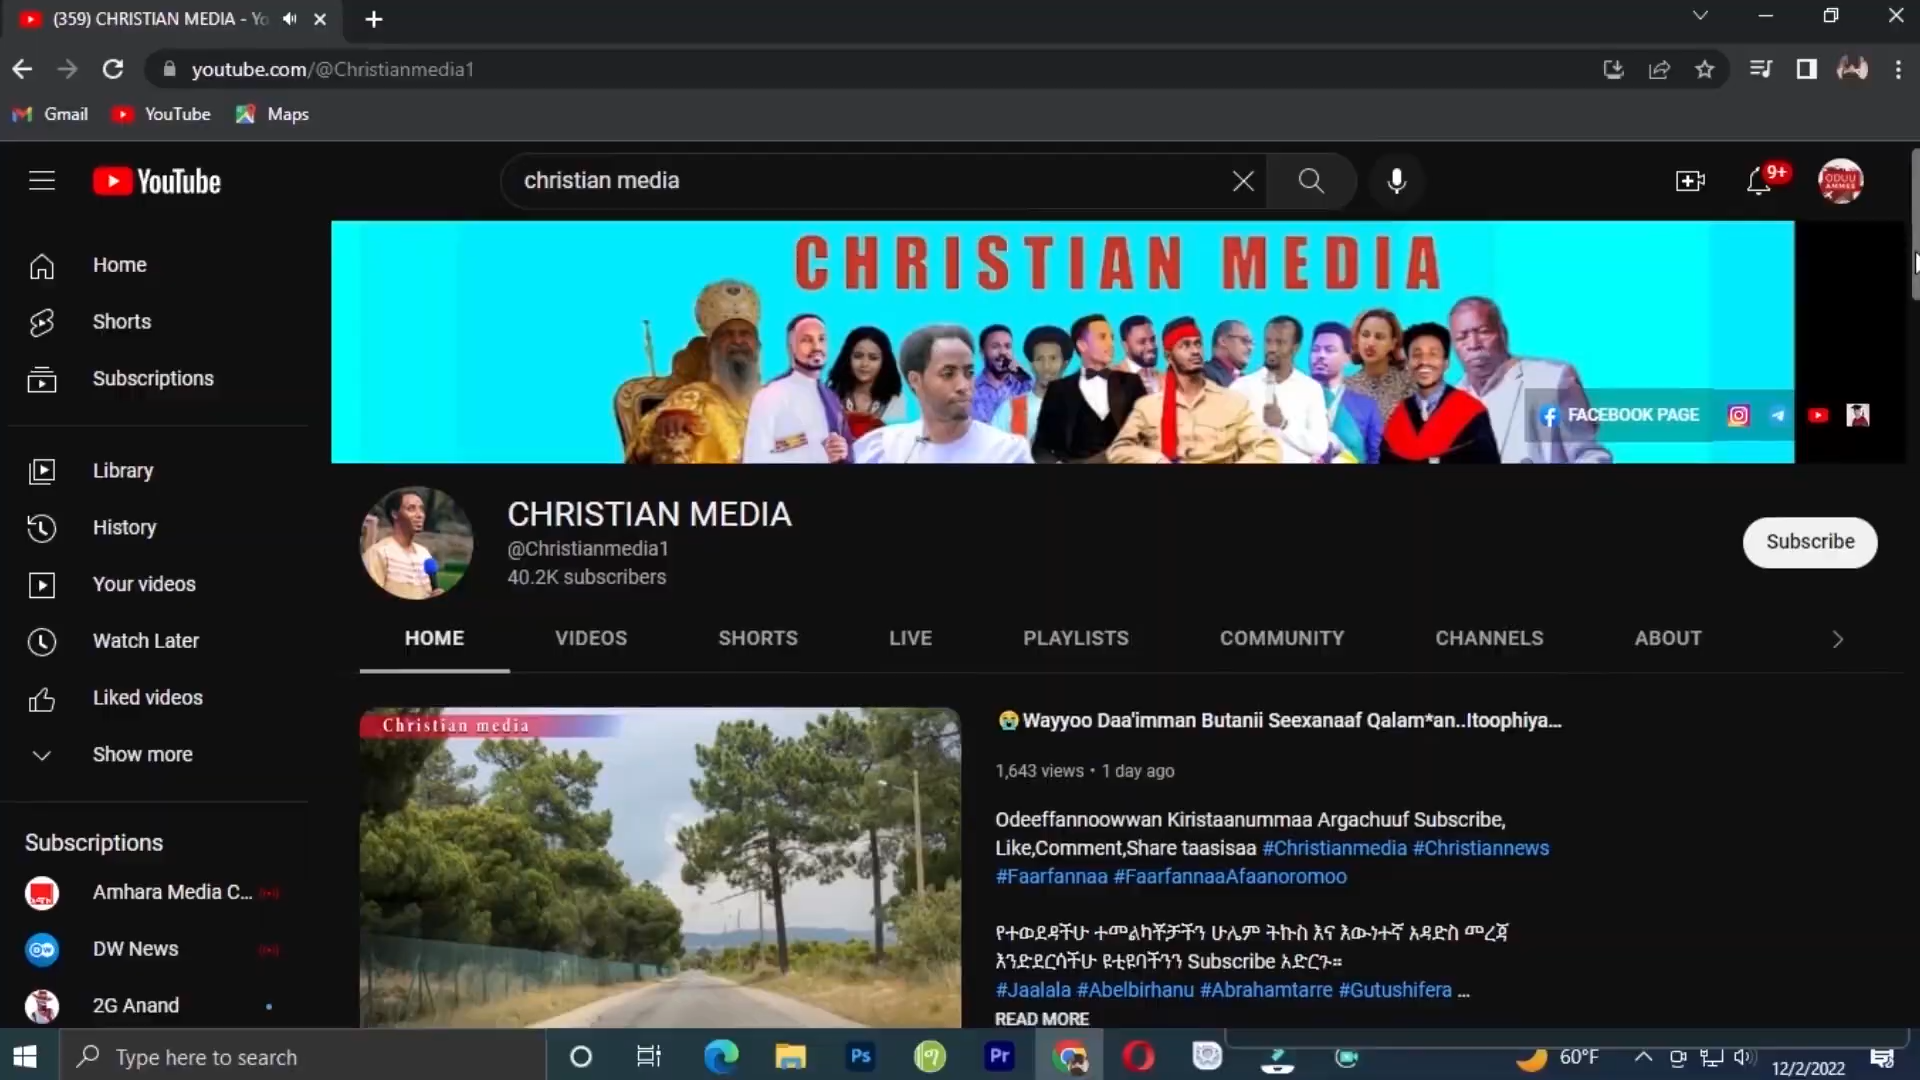 (359) CHRISTIAN MEDIA - Yo
youtube.com/@Christianmedia1
Gmail
YouTube
Maps
YouTube
christian media
9+
ODUU
AMMEE
Home
Shorts
Subscriptions
Library
History
Your videos
Watch Later
Liked videos
Show more
Subscriptions
Amhara Media C...
DW News
2G Anand
CHRISTIAN MEDIA
FACEBOOK PAGE
CHRISTIAN MEDIA
@Christianmedia1
40.2K subscribers
Subscribe
HOME
VIDEOS
SHORTS
LIVE
PLAYLISTS
COMMUNITY
CHANNELS
ABOUT
Christian media
😭Wayyoo Daa'imman Butanii Seexanaaf Qalam*an..Itoophiya...
1,643 views • 1 day ago
Odeeffannoowwan Kiristaanummaa Argachuuf Subscribe,
Like,Comment,Share taasisaa #Christianmedia #Christiannews
#Faarfannaa #FaarfannaaAfaanoromoo
የተወደዳችሁ ተመልካቾቻችን ሁሌም ትኩስ እና እውነተኛ አዳድስ መረጃ
እንድደርሳችሁ ዩቲዩባችንን Subscribe አድርጉ።
#Jaalala #Abelbirhanu #Abrahamtarre #Gutushifera ...
READ MORE
Type here to search
Ps
Pr
60°F
12/2/2022